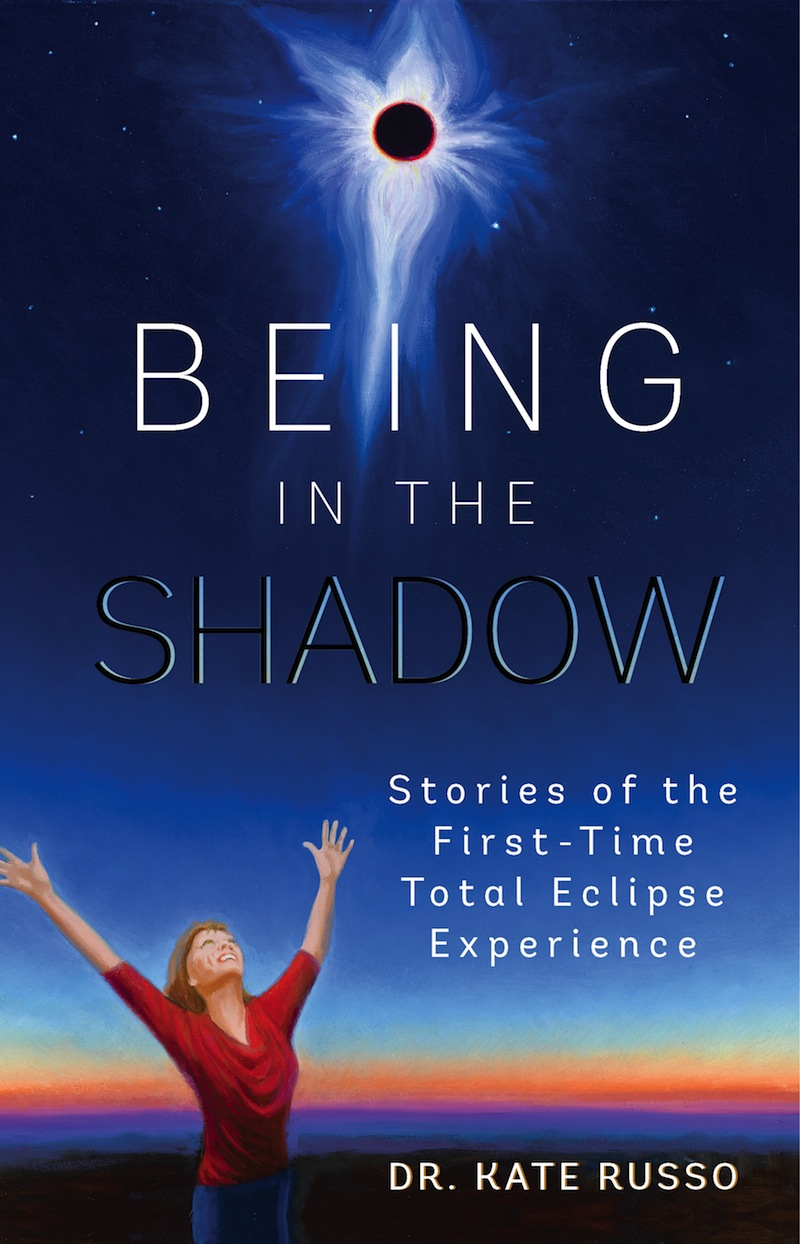 BEING
IN THE
SHADOW
Stories of the
First-Time
Total Eclipse
Experience
DR. KATE RUSSO